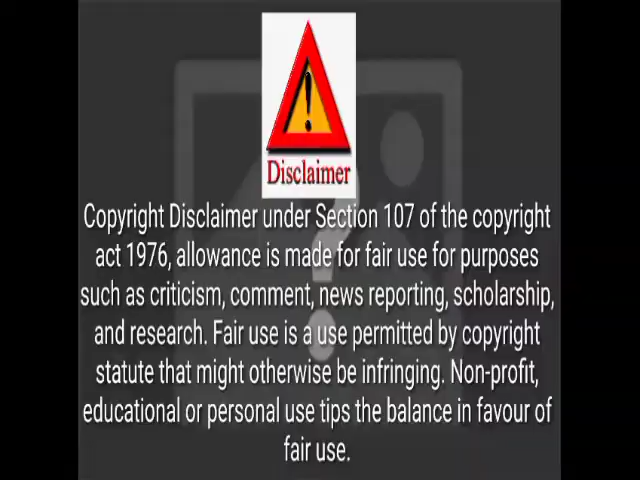 Disclaimer
Copyright Disclaimer under Section 107 of the copyright
act 1976, allowance is made for fair use for purposes
such as criticism, comment, news reporting, scholarship,
and research. Fair use is a use permitted by copyright
statute that might otherwise be infringing. Non-profit,
educational or personal use tips the balance in favour of
fair use.